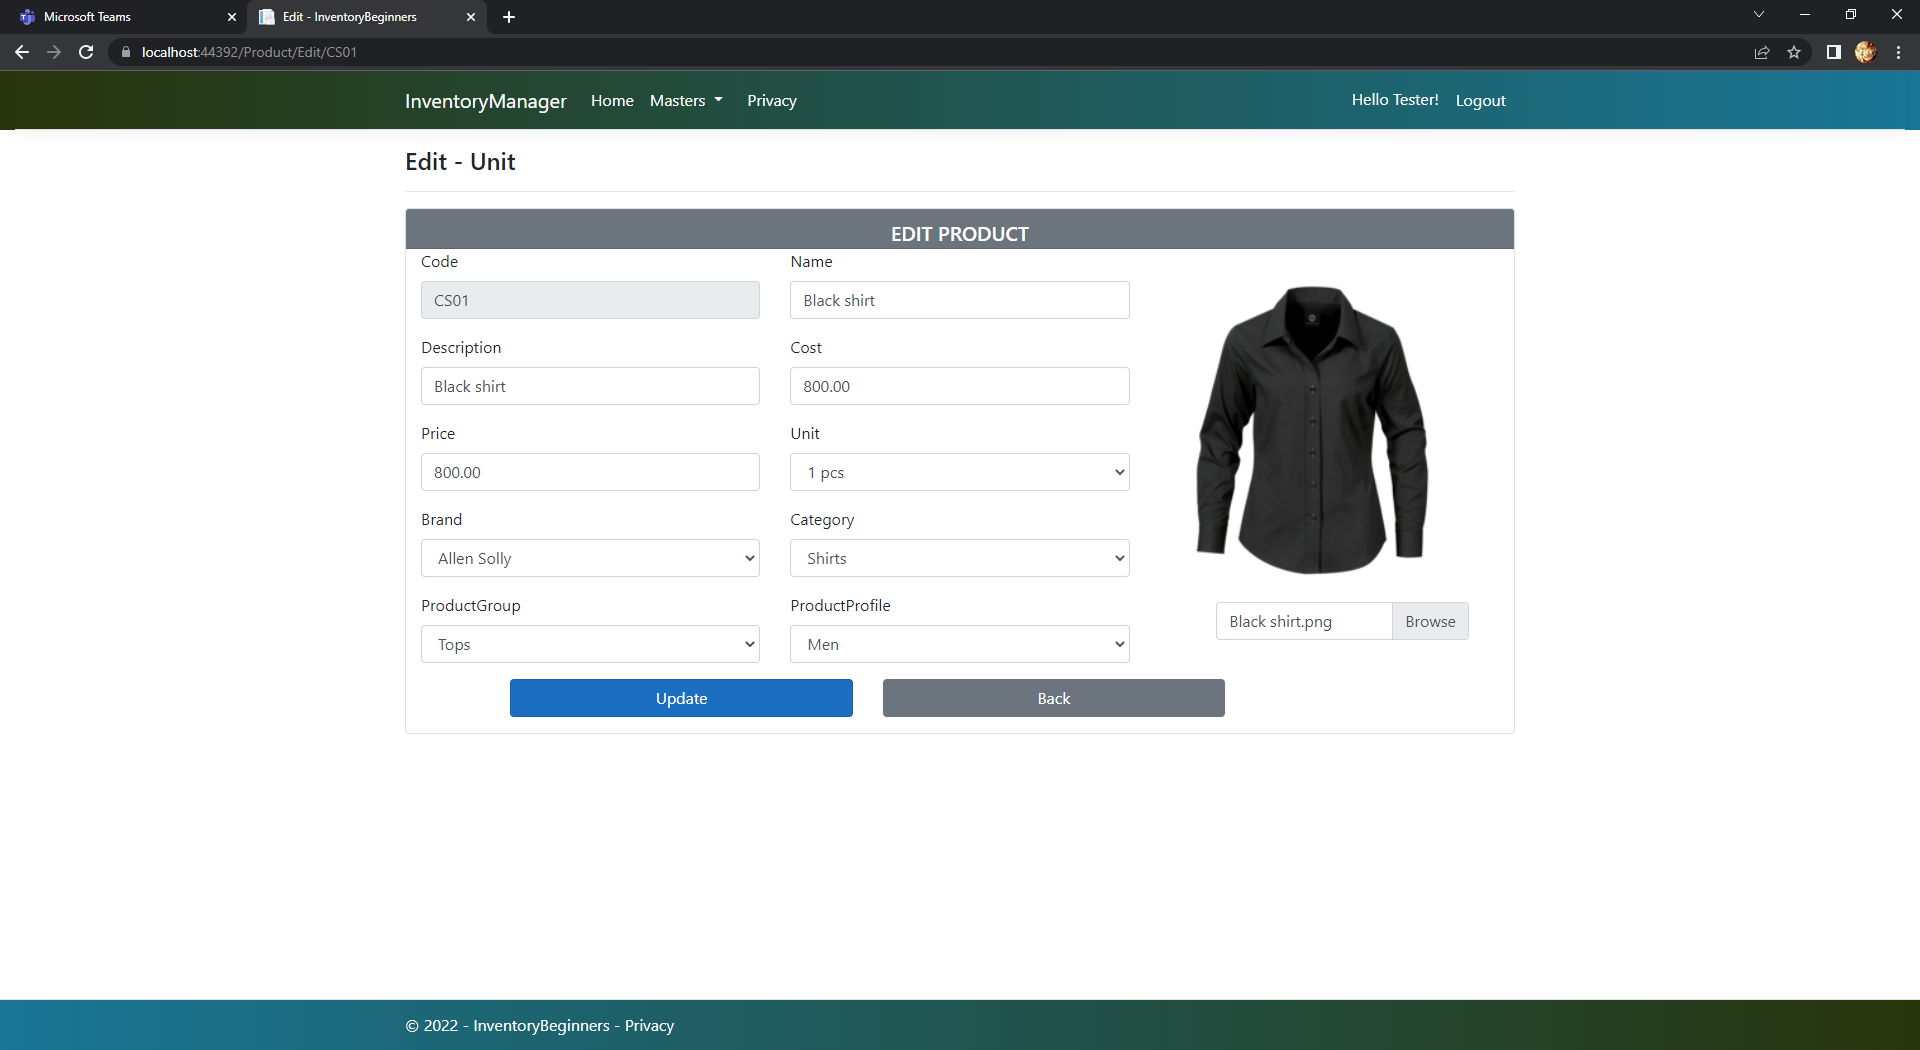 Microsoft Teams
Edit - InventoryBeginners
localhost:44392/Product/Edit/CS01
InventoryManager Home Masters Privacy Hello Tester! Logout
Edit - Unit
EDIT PRODUCT
Code Name
CS01 Black shirt
Description Cost
Black shirt 800.00
Price Unit
800.00 1 pcs
Brand Category
Allen Solly Shirts
ProductGroup ProductProfile
Tops Men
Black shirt.png Browse
Update Back
© 2022 - InventoryBeginners - Privacy